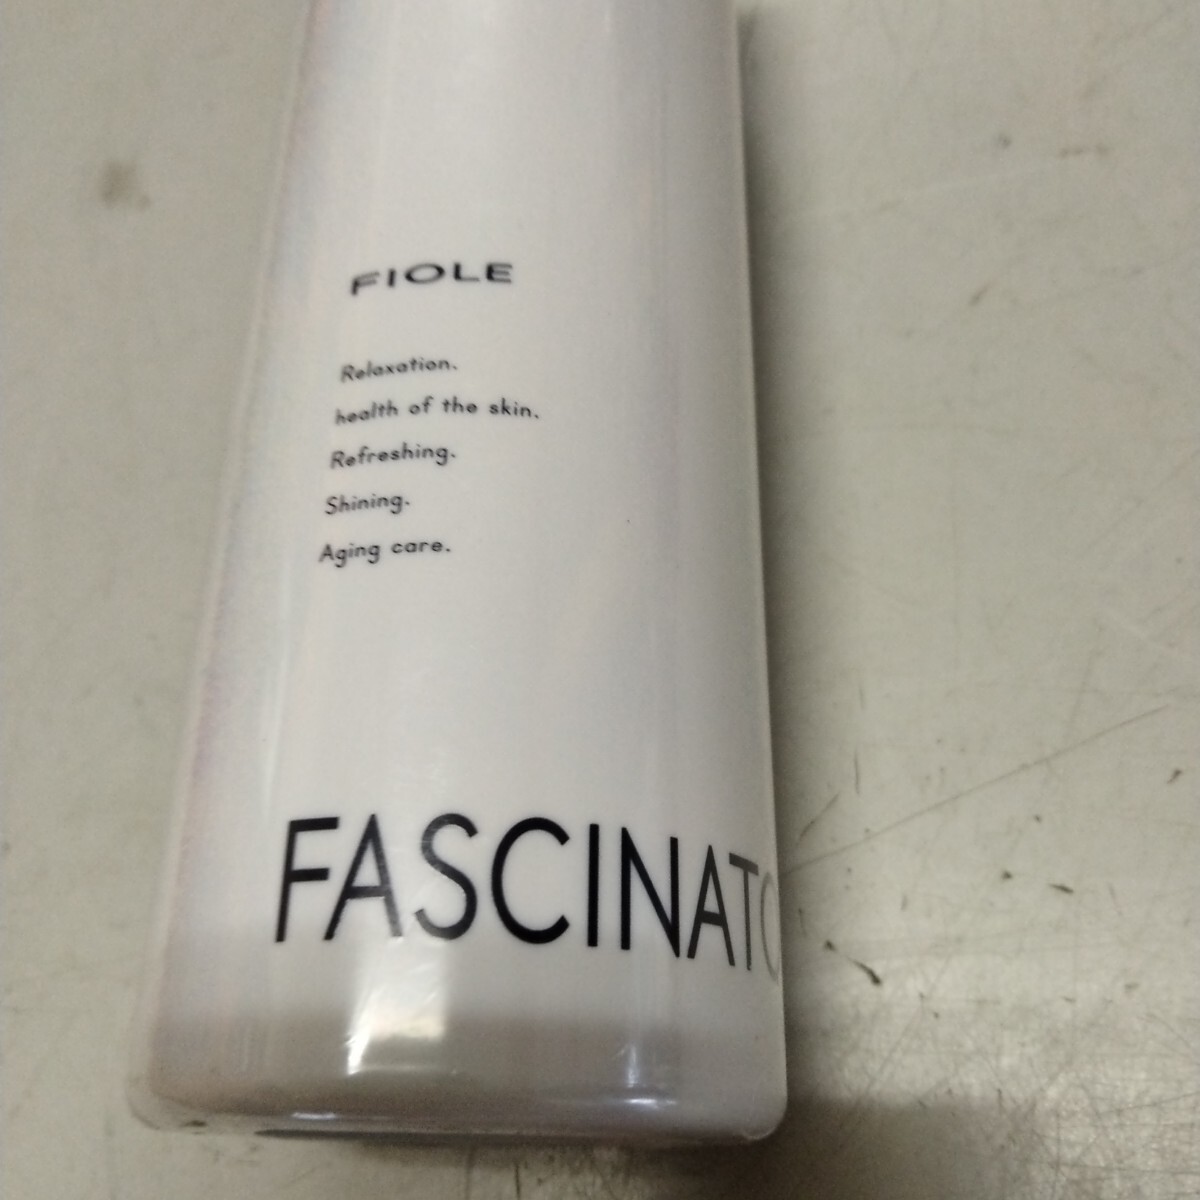 FIOLE
Relaxation.
health of the skin.
Refreshing.
Shining.
Aging care.
FASCINATO